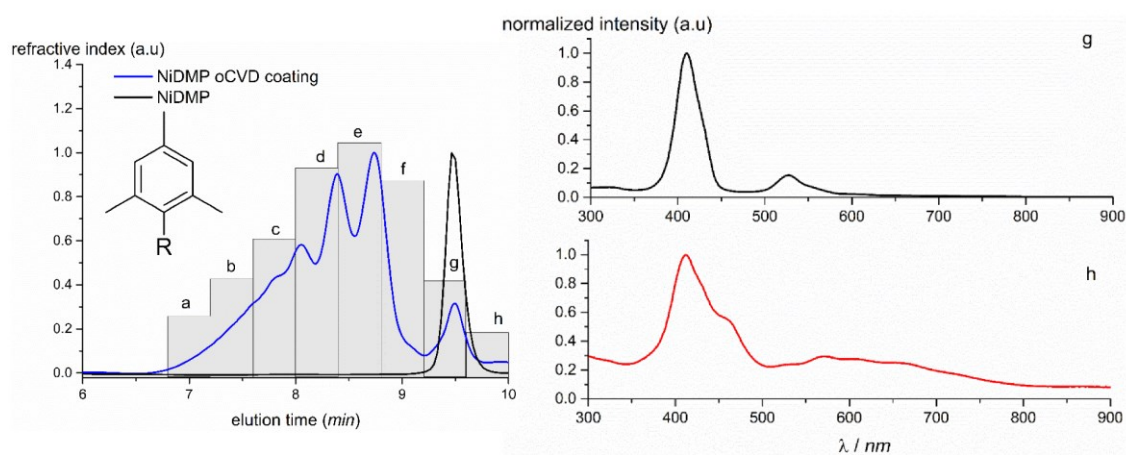 refractive index (a.u)
1.4
1.2
1.0
0.8
0.6
0.4
0.2
0.0
NiDMP oCVD coating
NiDMP
R
a
b
c
d
e
f
g
h
6 7 8 9 10
elution time (min)
normalized intensity (a.u)
g
1.0
0.8
0.6
0.4
0.2
0.0
300 400 500 600 700 800 900
h
1.0
0.8
0.6
0.4
0.2
0.0
300 400 500 600 700 800 900
λ / nm